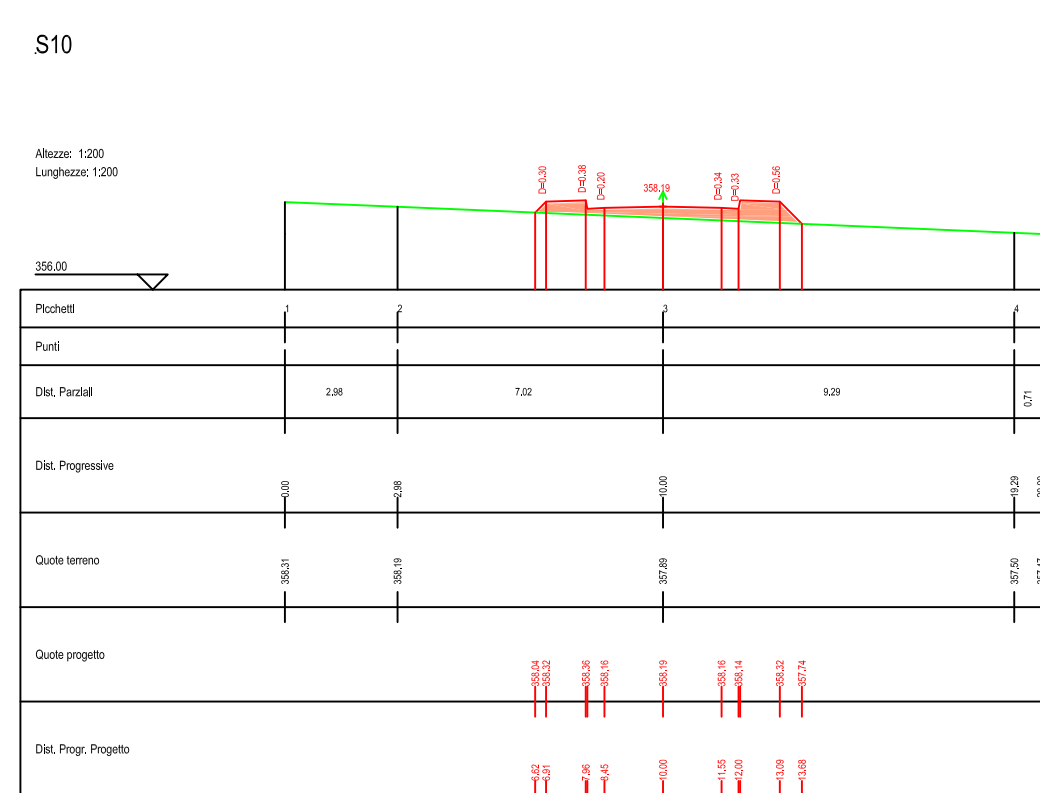 S10
Altezze: 1:200
Lunghezze: 1:200
D=0.30
D=0.38
D=0.20
358.19
D=0.34
D=0.33
D=0.56
356.00
Picchetti
1
2
3
4
Punti
Dist. Parziali
2.98
7.02
9.29
0.71
Dist. Progressive
0.00
2.98
10.00
19.29
Quote terreno
358.31
358.19
357.89
357.50
Quote progetto
358.04
358.32
358.36
358.16
358.19
358.16
358.14
358.32
357.74
Dist. Progr. Progetto
6.62
6.91
7.96
8.45
10.00
11.55
12.00
13.09
13.68